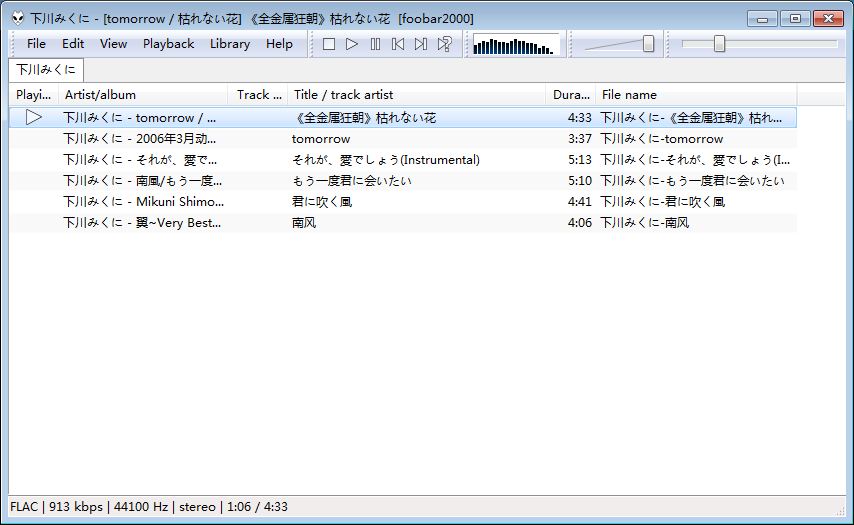 下川みくに - [tomorrow / 枯れない花] 《全金属狂朝》枯れない花 [foobar2000]
File Edit View Playback Library Help
下川みくに
Playi... Artist/album Track ... Title / track artist Dura... File name
下川みくに - tomorrow / ... 《全金属狂朝》枯れない花 4:33 下川みくに-《全金属狂朝》枯れ...
下川みくに - 2006年3月动... tomorrow 3:37 下川みくに-tomorrow
下川みくに - それが、愛で... それが、愛でしょう(Instrumental) 5:13 下川みくに-それが、愛でしょう(I...
下川みくに - 南風/もう一度... もう一度君に会いたい 5:10 下川みくに-もう一度君に会いたい
下川みくに - Mikuni Shimo... 君に吹く風 4:41 下川みくに-君に吹く風
下川みくに - 翼~Very Best... 南风 4:06 下川みくに-南风
FLAC | 913 kbps | 44100 Hz | stereo | 1:06 / 4:33